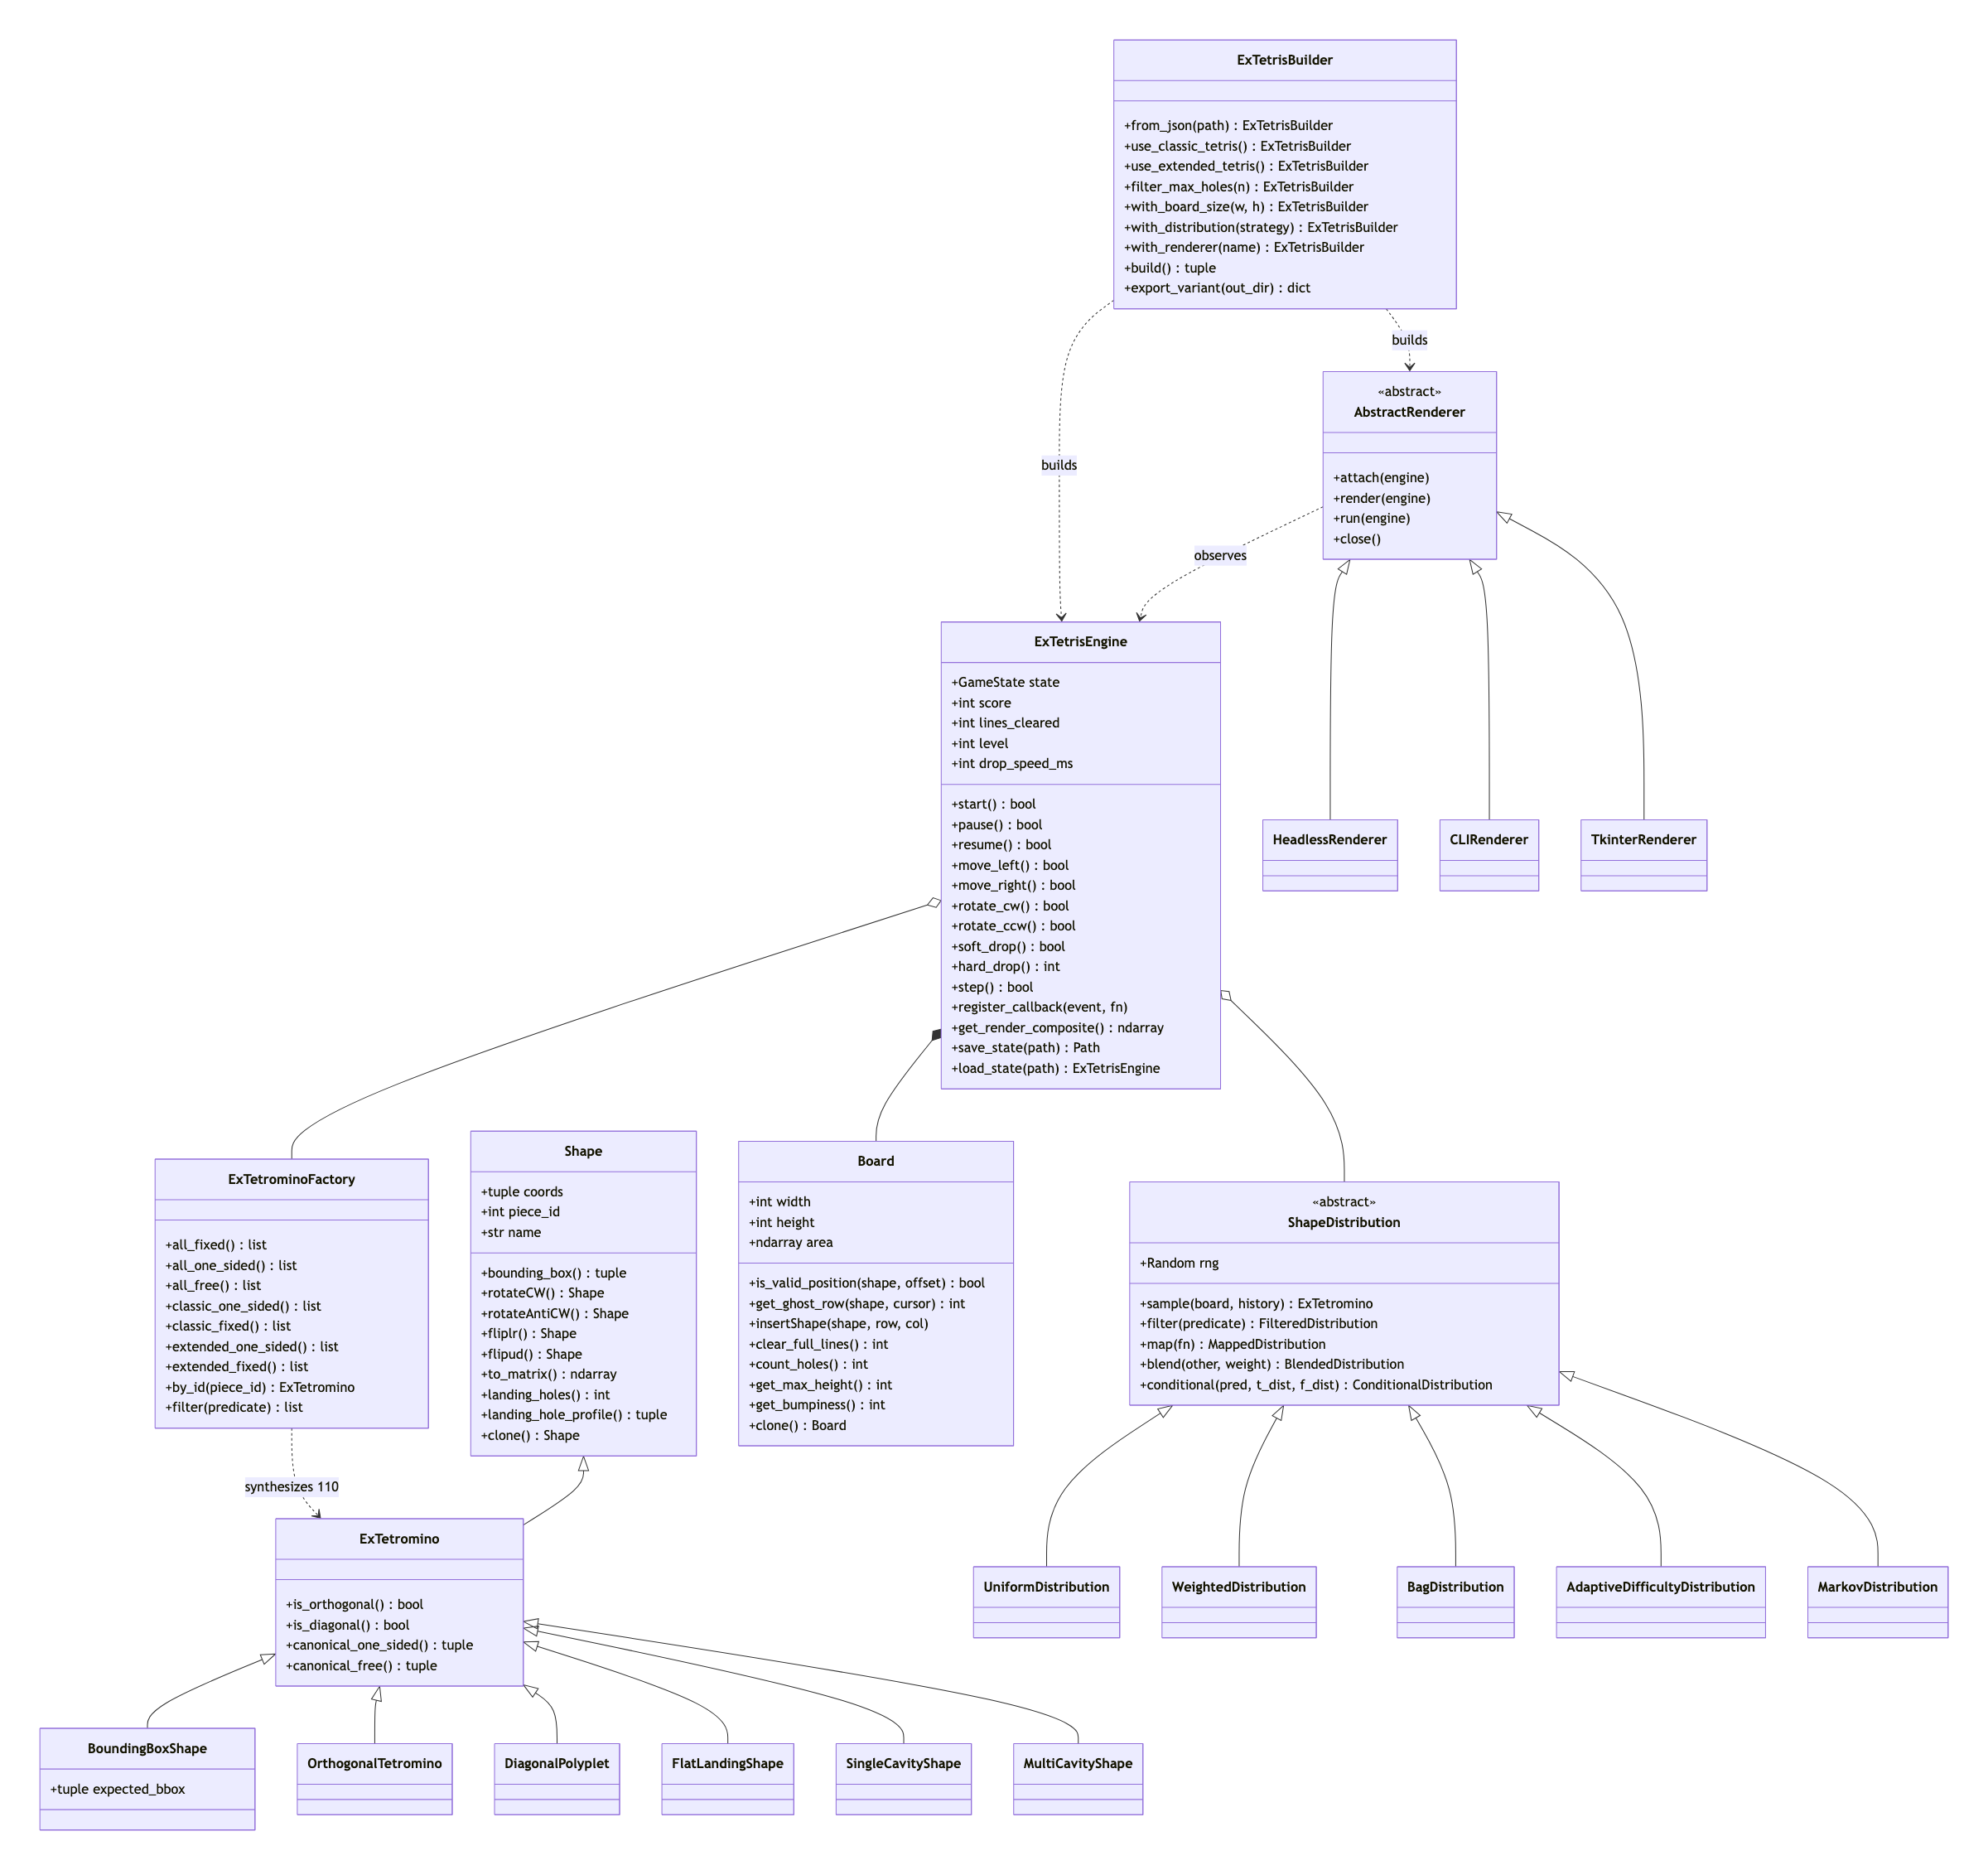 ExTetrisBuilder
+from_json(path) : ExTetrisBuilder
+use_classic_tetris() : ExTetrisBuilder
+use_extended_tetris() : ExTetrisBuilder
+filter_max_holes(n) : ExTetrisBuilder
+with_board_size(w, h) : ExTetrisBuilder
+with_distribution(strategy) : ExTetrisBuilder
+with_renderer(name) : ExTetrisBuilder
+build() : tuple
+export_variant(out_dir) : dict
builds
«abstract»
AbstractRenderer
+attach(engine)
+render(engine)
+run(engine)
+close()
builds
observes
ExTetrisEngine
+GameState state
+int score
+int lines_cleared
+int level
+int drop_speed_ms
+start() : bool
+pause() : bool
+resume() : bool
+move_left() : bool
+move_right() : bool
+rotate_cw() : bool
+rotate_ccw() : bool
+soft_drop() : bool
+hard_drop() : int
+step() : bool
+register_callback(event, fn)
+get_render_composite() : ndarray
+save_state(path) : Path
+load_state(path) : ExTetrisEngine
HeadlessRenderer
CLIRenderer
TkinterRenderer
ExTetrominoFactory
+all_fixed() : list
+all_one_sided() : list
+all_free() : list
+classic_one_sided() : list
+classic_fixed() : list
+extended_one_sided() : list
+extended_fixed() : list
+by_id(piece_id) : ExTetromino
+filter(predicate) : list
Shape
+tuple coords
+int piece_id
+str name
+bounding_box() : tuple
+rotateCW() : Shape
+rotateAntiCW() : Shape
+fliplr() : Shape
+flipud() : Shape
+to_matrix() : ndarray
+landing_holes() : int
+landing_hole_profile() : tuple
+clone() : Shape
Board
+int width
+int height
+ndarray area
+is_valid_position(shape, offset) : bool
+get_ghost_row(shape, cursor) : int
+insertShape(shape, row, col)
+clear_full_lines() : int
+count_holes() : int
+get_max_height() : int
+get_bumpiness() : int
+clone() : Board
«abstract»
ShapeDistribution
+Random rng
+sample(board, history) : ExTetromino
+filter(predicate) : FilteredDistribution
+map(fn) : MappedDistribution
+blend(other, weight) : BlendedDistribution
+conditional(pred, t_dist, f_dist) : ConditionalDistribution
synthesizes 110
ExTetromino
+is_orthogonal() : bool
+is_diagonal() : bool
+canonical_one_sided() : tuple
+canonical_free() : tuple
UniformDistribution
WeightedDistribution
BagDistribution
AdaptiveDifficultyDistribution
MarkovDistribution
BoundingBoxShape
+tuple expected_bbox
OrthogonalTetromino
DiagonalPolyplet
FlatLandingShape
SingleCavityShape
MultiCavityShape